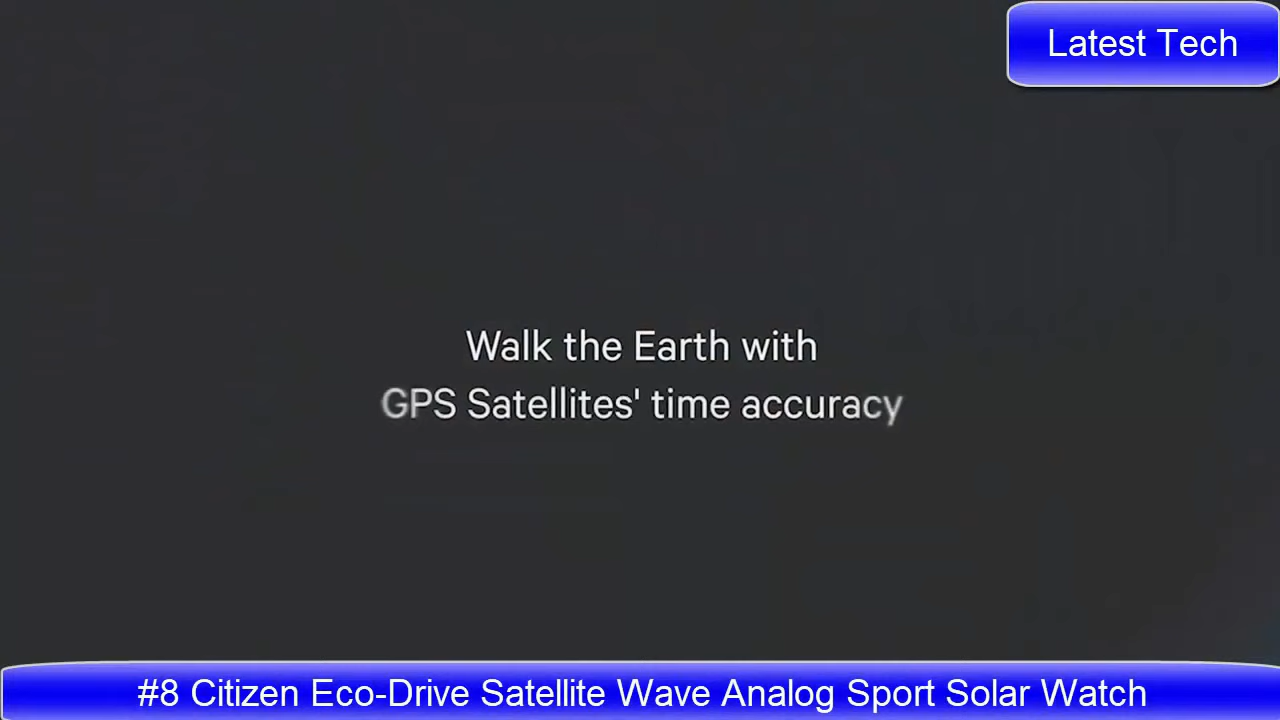 Latest Tech
Walk the Earth with
GPS Satellites' time accuracy
#8 Citizen Eco-Drive Satellite Wave Analog Sport Solar Watch